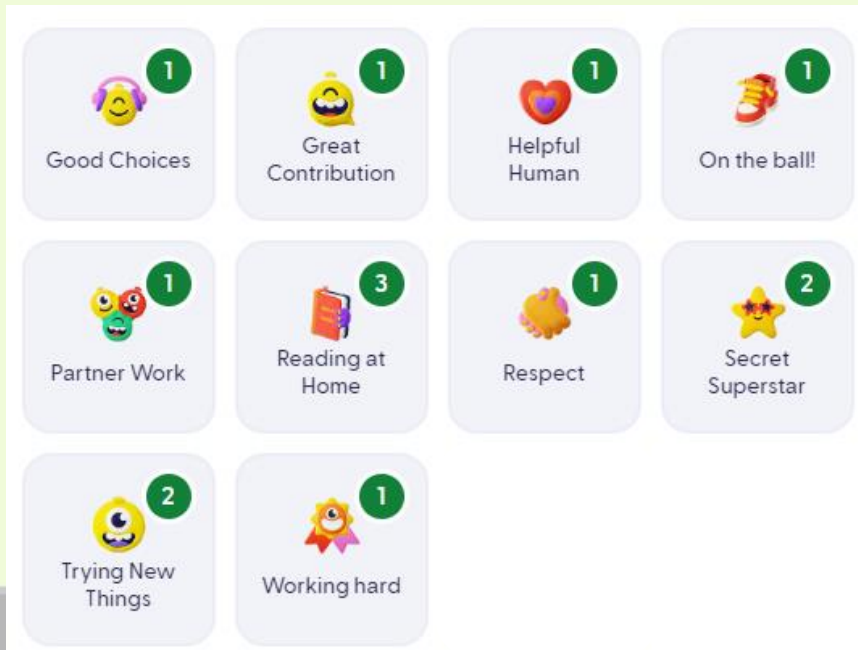 1
Good Choices
1
Great
Contribution
1
Helpful
Human
1
On the ball!
1
Partner Work
3
Reading at
Home
1
Respect
2
Secret
Superstar
2
Trying New
Things
1
Working hard